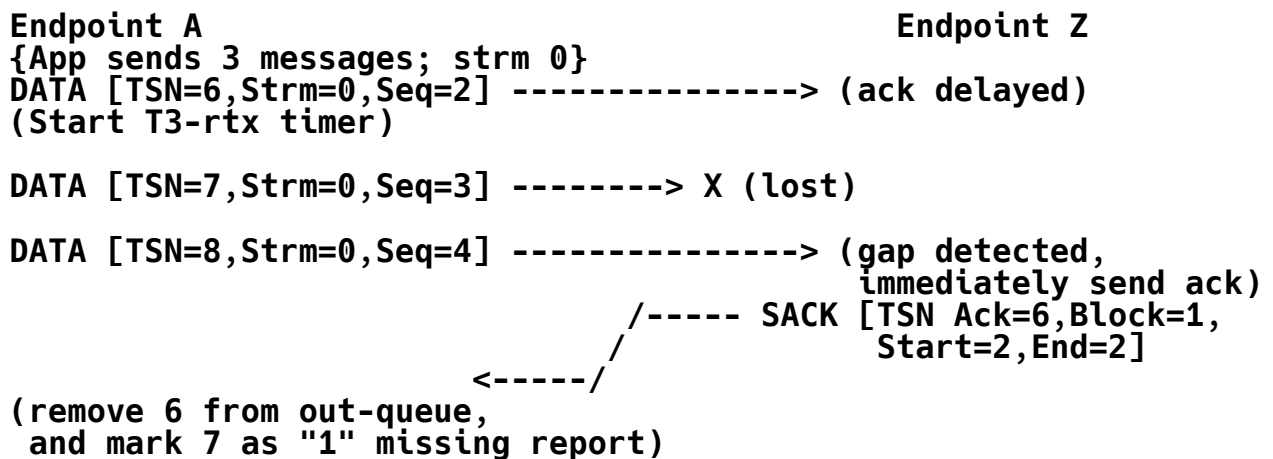 Endpoint A                                    Endpoint Z
{App sends 3 messages; strm 0}
DATA [TSN=6,Strm=0,Seq=2] ---------------> (ack delayed)
(Start T3-rtx timer)
DATA [TSN=7,Strm=0,Seq=3] --------> X (lost)
DATA [TSN=8,Strm=0,Seq=4] ---------------> (gap detected,
immediately send ack)
/----- SACK [TSN Ack=6,Block=1,
/             Start=2,End=2]
<-----/
(remove 6 from out-queue,
and mark 7 as "1" missing report)